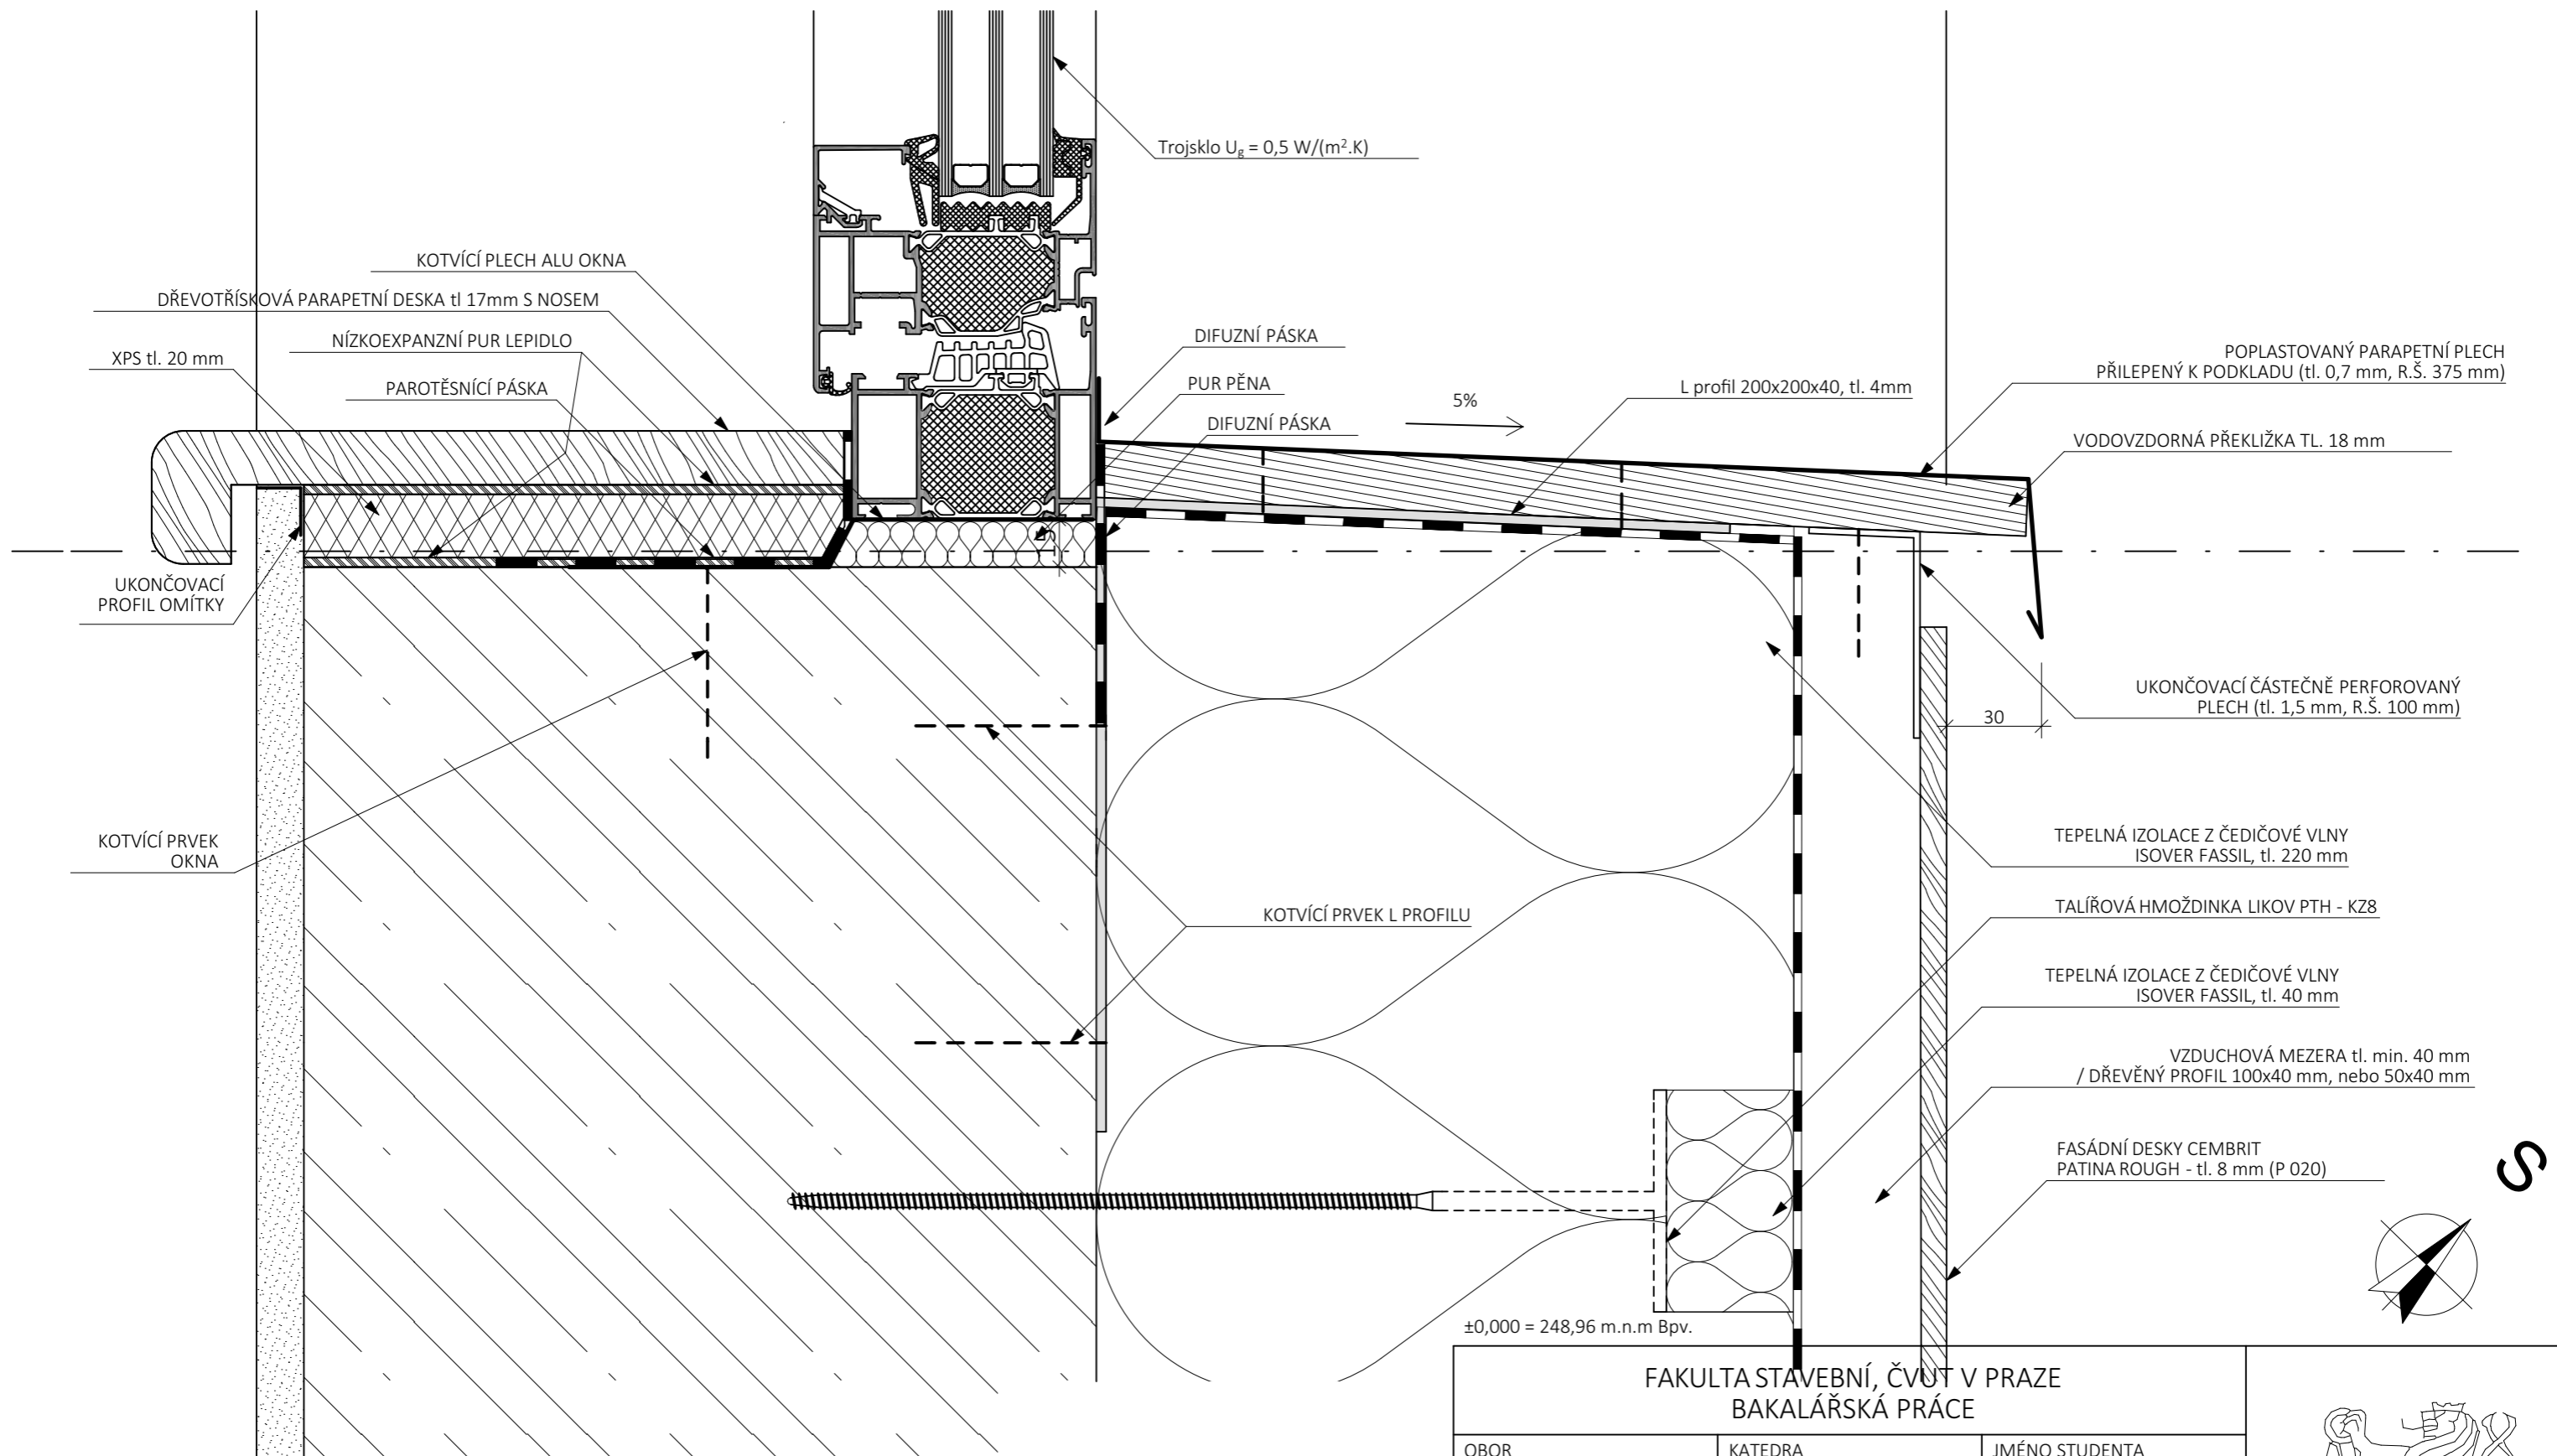 Trojsklo Ug = 0,5 W/(m².K)
KOTVÍCÍ PLECH ALU OKNA
DŘEVOTŘÍSKOVÁ PARAPETNÍ DESKA tl 17mm S NOSEM
NÍZKOEXPANZNÍ PUR LEPIDLO
XPS tl. 20 mm
PAROTĚSNÍCÍ PÁSKA
DIFUZNÍ PÁSKA
PUR PĚNA
DIFUZNÍ PÁSKA
5%
L profil 200x200x40, tl. 4mm
POPLASTOVANÝ PARAPETNÍ PLECH
PŘILEPENÝ K PODKLADU (tl. 0,7 mm, R.Š. 375 mm)
VODOVZDORNÁ PŘEKLIŽKA TL. 18 mm
15
UKONČOVACÍ
PROFIL OMÍTKY
UKONČOVACÍ ČÁSTEČNĚ PERFOROVANÝ
PLECH (tl. 1,5 mm, R.Š. 100 mm)
30
KOTVÍCÍ PRVEK
OKNA
TEPELNÁ IZOLACE Z ČEDIČOVÉ VLNY
ISOVER FASSIL, tl. 220 mm
KOTVÍCÍ PRVEK L PROFILU
TALÍŘOVÁ HMOŽDINKA LIKOV PTH - KZ8
TEPELNÁ IZOLACE Z ČEDIČOVÉ VLNY
ISOVER FASSIL, tl. 40 mm
VZDUCHOVÁ MEZERA tl. min. 40 mm
/ DŘEVĚNÝ PROFIL 100x40 mm, nebo 50x40 mm
FASÁDNÍ DESKY CEMBRIT
PATINA ROUGH - tl. 8 mm (P 020)
S
±0,000 = 248,96 m.n.m Bpv.
FAKULTA STAVEBNÍ, ČVUT V PRAZE
BAKALÁŘSKÁ PRÁCE
OBOR
KATEDRA
JMÉNO STUDENTA